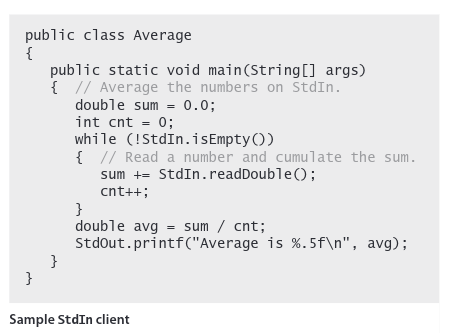 public class Average
{
public static void main(String[] args)
{ // Average the numbers on StdIn.
double sum = 0.0;
int cnt = 0;
while (!StdIn.isEmpty())
{ // Read a number and cumulate the sum.
sum += StdIn.readDouble();
cnt++;
}
double avg = sum / cnt;
StdOut.printf("Average is %.5f\n", avg);
}
}
Sample StdIn client